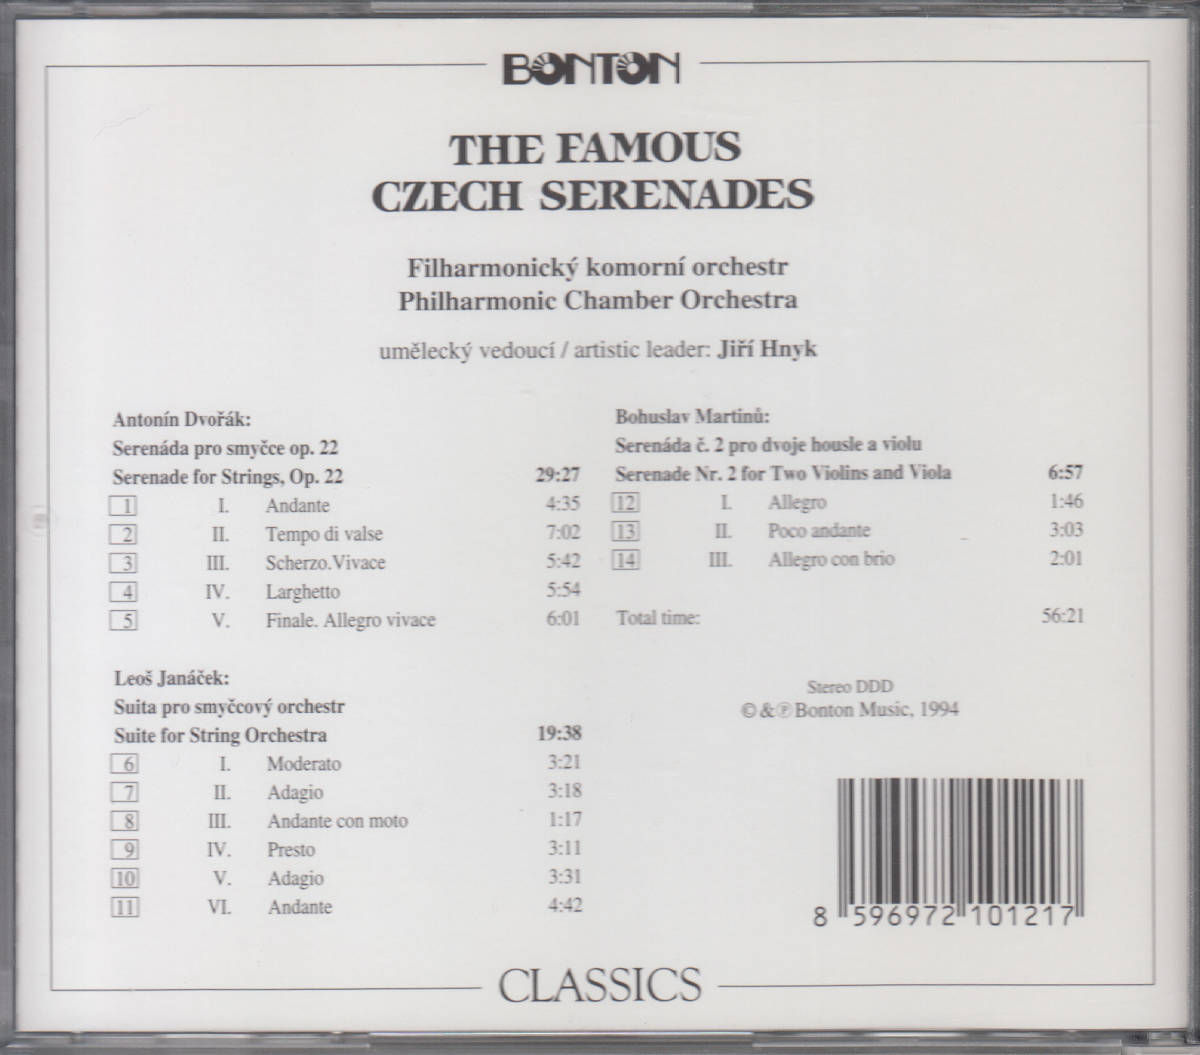 BONTON
THE FAMOUS
CZECH SERENADES
Filharmonický komorní orchestr
Philharmonic Chamber Orchestra
umělecký vedoucí / artistic leader: Jiří Hnyk
Antonín Dvořák:
Serenáda pro smyčce op. 22
Serenade for Strings, Op. 22 29:27
1 I. Andante 4:35
2 II. Tempo di valse 7:02
3 III. Scherzo.Vivace 5:42
4 IV. Larghetto 5:54
5 V. Finale. Allegro vivace 6:01
Leoš Janáček:
Suita pro smyčcový orchestr
Suite for String Orchestra 19:38
6 I. Moderato 3:21
7 II. Adagio 3:18
8 III. Andante con moto 1:17
9 IV. Presto 3:11
10 V. Adagio 3:31
11 VI. Andante 4:42
Bohuslav Martinů:
Serenáda č. 2 pro dvoje housle a violu
Serenade Nr. 2 for Two Violins and Viola 6:57
12 I. Allegro 1:46
13 II. Poco andante 3:03
14 III. Allegro con brio 2:01
Total time: 56:21
Stereo DDD
©&℗Bonton Music, 1994
8 596972 101217
CLASSICS